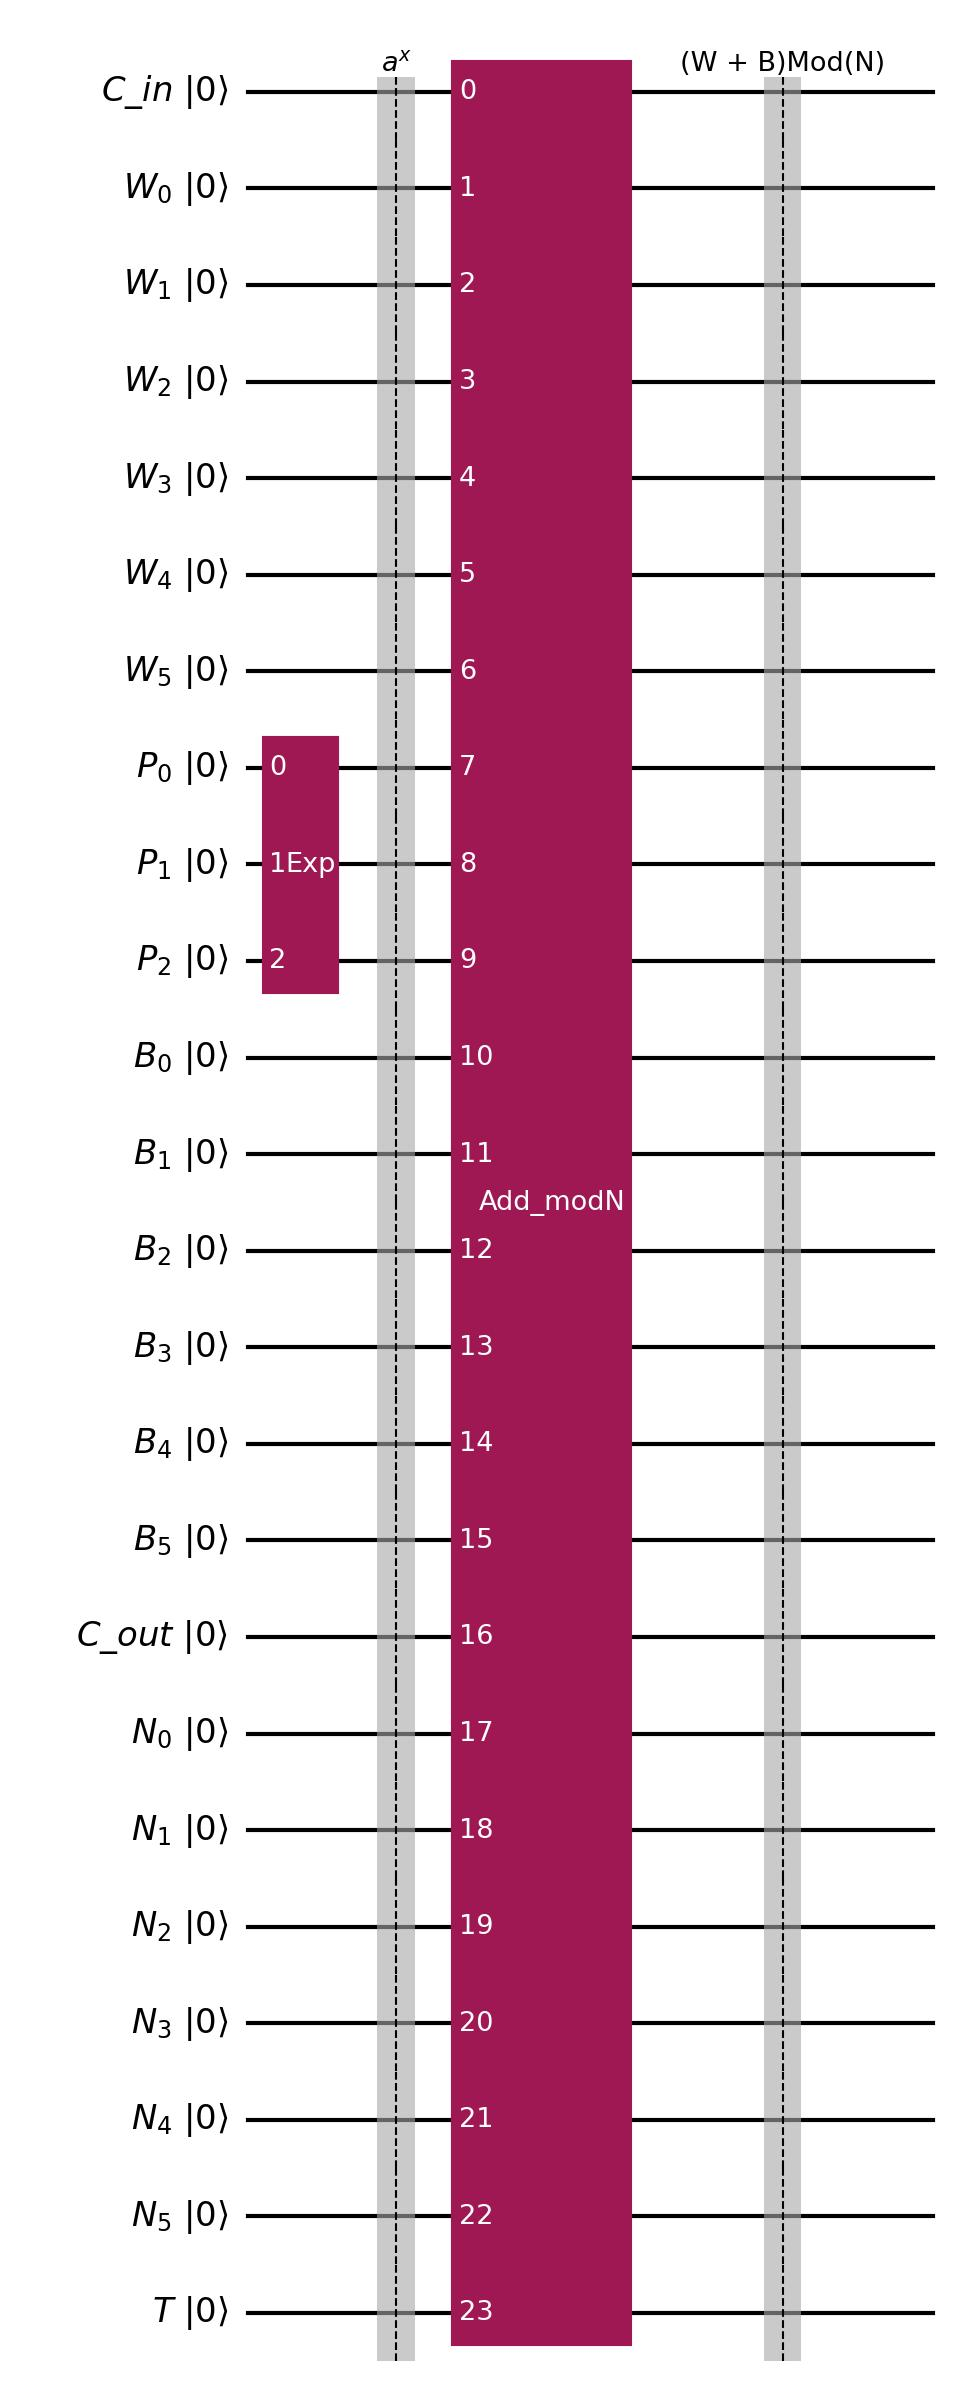 a^x (W + B)Mod(N)
C_in |0⟩ 0
W₀ |0⟩ 1
W₁ |0⟩ 2
W₂ |0⟩ 3
W₃ |0⟩ 4
W₄ |0⟩ 5
W₅ |0⟩ 6
P₀ |0⟩ 0 7
P₁ |0⟩ 1Exp 8
P₂ |0⟩ 2 9
B₀ |0⟩ 10
B₁ |0⟩ 11
Add_modN
B₂ |0⟩ 12
B₃ |0⟩ 13
B₄ |0⟩ 14
B₅ |0⟩ 15
C_out |0⟩ 16
N₀ |0⟩ 17
N₁ |0⟩ 18
N₂ |0⟩ 19
N₃ |0⟩ 20
N₄ |0⟩ 21
N₅ |0⟩ 22
T |0⟩ 23